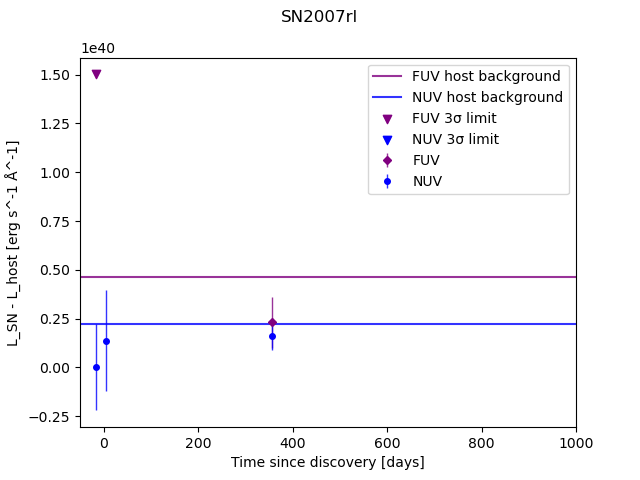 SN2007rl
1e40
L_SN - L_host [erg s^-1 Å^-1]
1.50
1.25
1.00
0.75
0.50
0.25
0.00
−0.25
FUV host background
NUV host background
FUV 3σ limit
NUV 3σ limit
FUV
NUV
0
200
400
600
800
1000
Time since discovery [days]